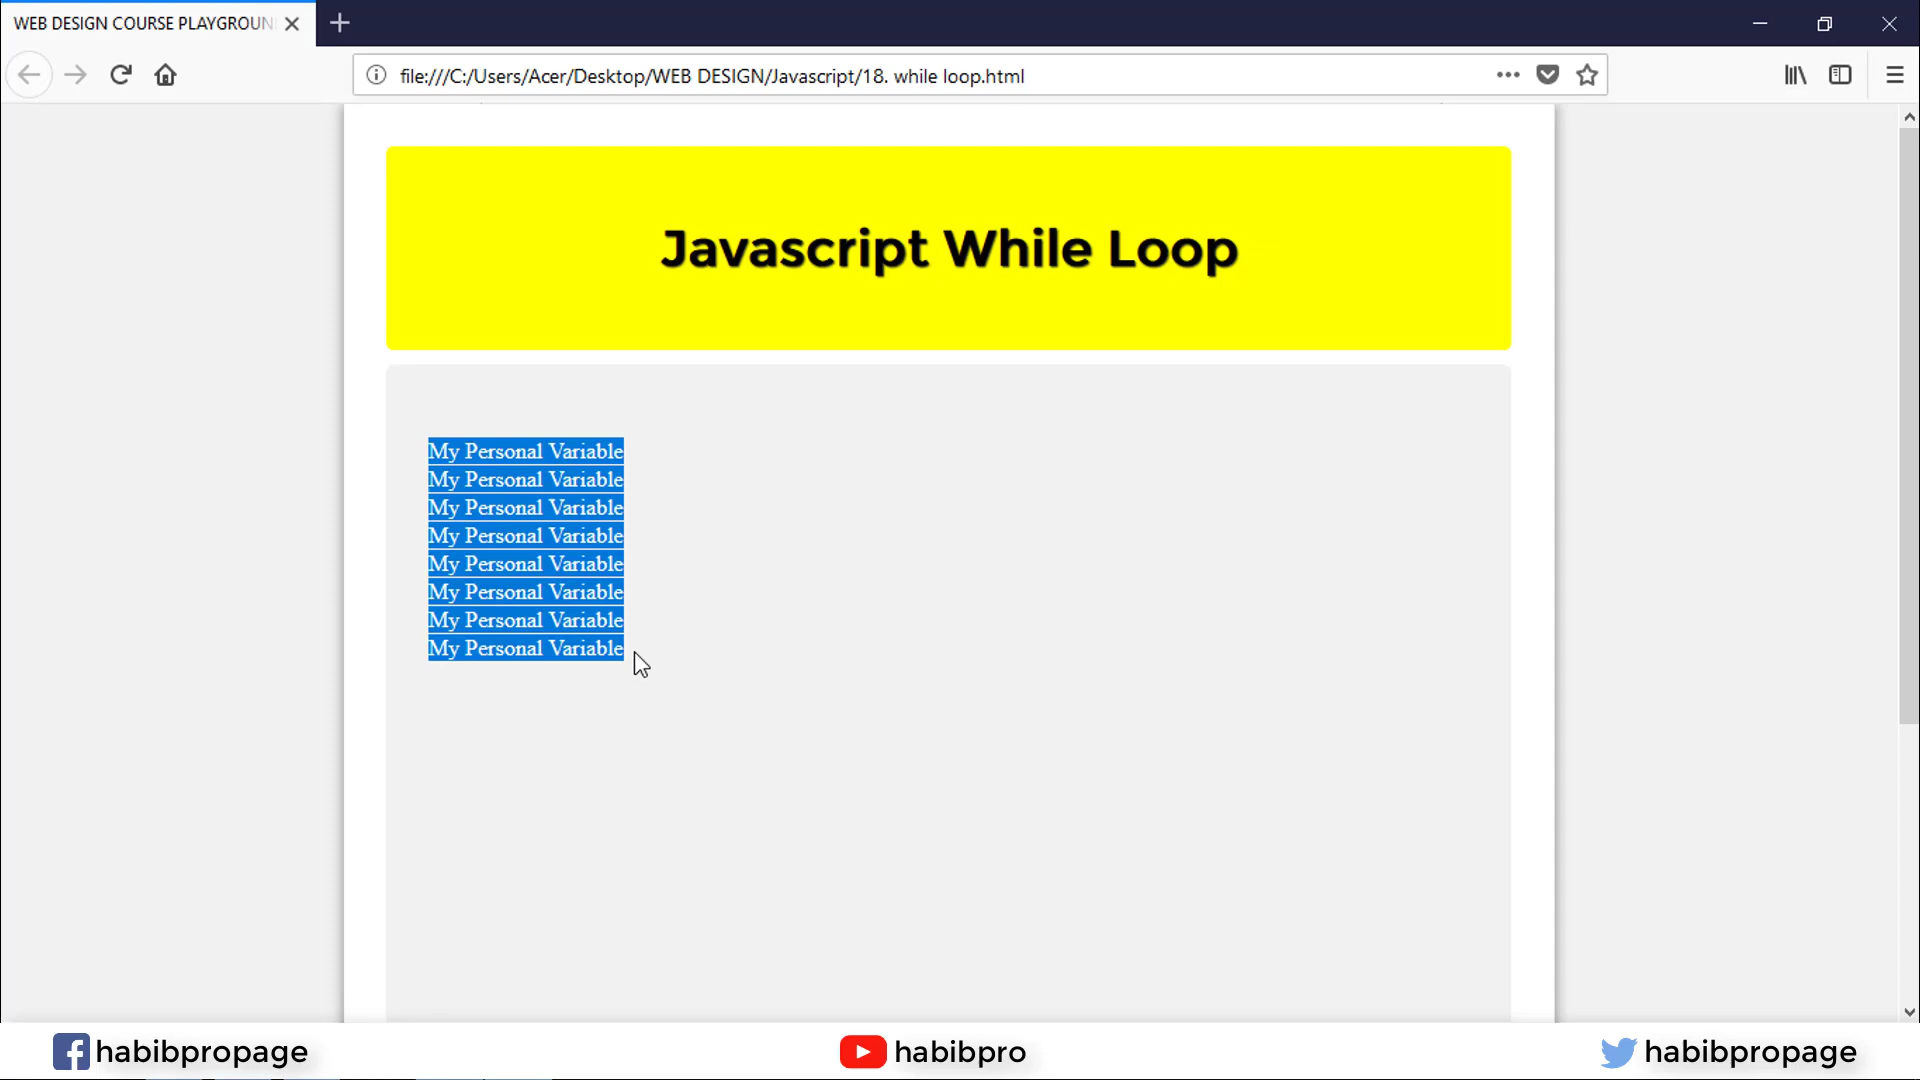 WEB DESIGN COURSE PLAYGROUN
file:///C:/Users/Acer/Desktop/WEB DESIGN/Javascript/18. while loop.html
Javascript While Loop
My Personal Variable
My Personal Variable
My Personal Variable
My Personal Variable
My Personal Variable
My Personal Variable
My Personal Variable
My Personal Variable
habibpropage
habibpro
habibpropage